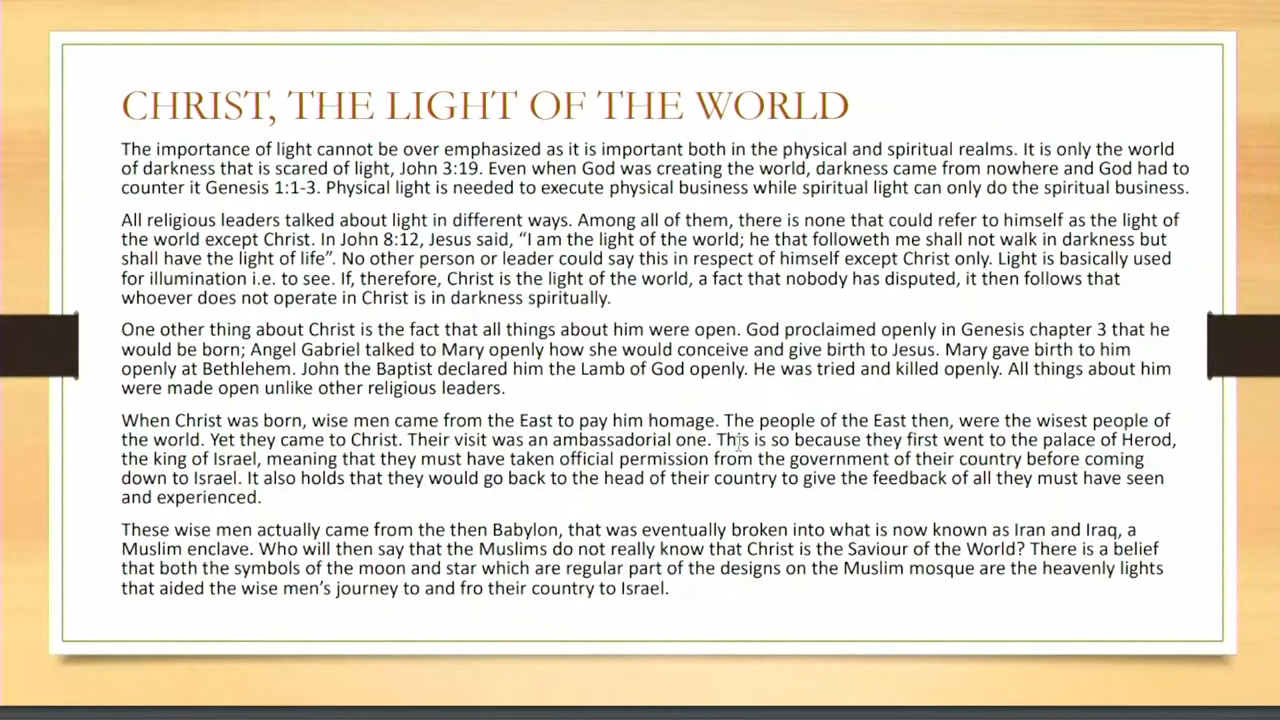 CHRIST, THE LIGHT OF THE WORLD
The importance of light cannot be over emphasized as it is important both in the physical and spiritual realms. It is only the world
of darkness that is scared of light, John 3:19. Even when God was creating the world, darkness came from nowhere and God had to
counter it Genesis 1:1-3. Physical light is needed to execute physical business while spiritual light can only do the spiritual business.
All religious leaders talked about light in different ways. Among all of them, there is none that could refer to himself as the light of
the world except Christ. In John 8:12, Jesus said, “I am the light of the world; he that followeth me shall not walk in darkness but
shall have the light of life”. No other person or leader could say this in respect of himself except Christ only. Light is basically used
for illumination i.e. to see. If, therefore, Christ is the light of the world, a fact that nobody has disputed, it then follows that
whoever does not operate in Christ is in darkness spiritually.
One other thing about Christ is the fact that all things about him were open. God proclaimed openly in Genesis chapter 3 that he
would be born; Angel Gabriel talked to Mary openly how she would conceive and give birth to Jesus. Mary gave birth to him
openly at Bethlehem. John the Baptist declared him the Lamb of God openly. He was tried and killed openly. All things about him
were made open unlike other religious leaders.
When Christ was born, wise men came from the East to pay him homage. The people of the East then, were the wisest people of
the world. Yet they came to Christ. Their visit was an ambassadorial one. This is so because they first went to the palace of Herod,
the king of Israel, meaning that they must have taken official permission from the government of their country before coming
down to Israel. It also holds that they would go back to the head of their country to give the feedback of all they must have seen
and experienced.
These wise men actually came from the then Babylon, that was eventually broken into what is now known as Iran and Iraq, a
Muslim enclave. Who will then say that the Muslims do not really know that Christ is the Saviour of the World? There is a belief
that both the symbols of the moon and star which are regular part of the designs on the Muslim mosque are the heavenly lights
that aided the wise men’s journey to and fro their country to Israel.